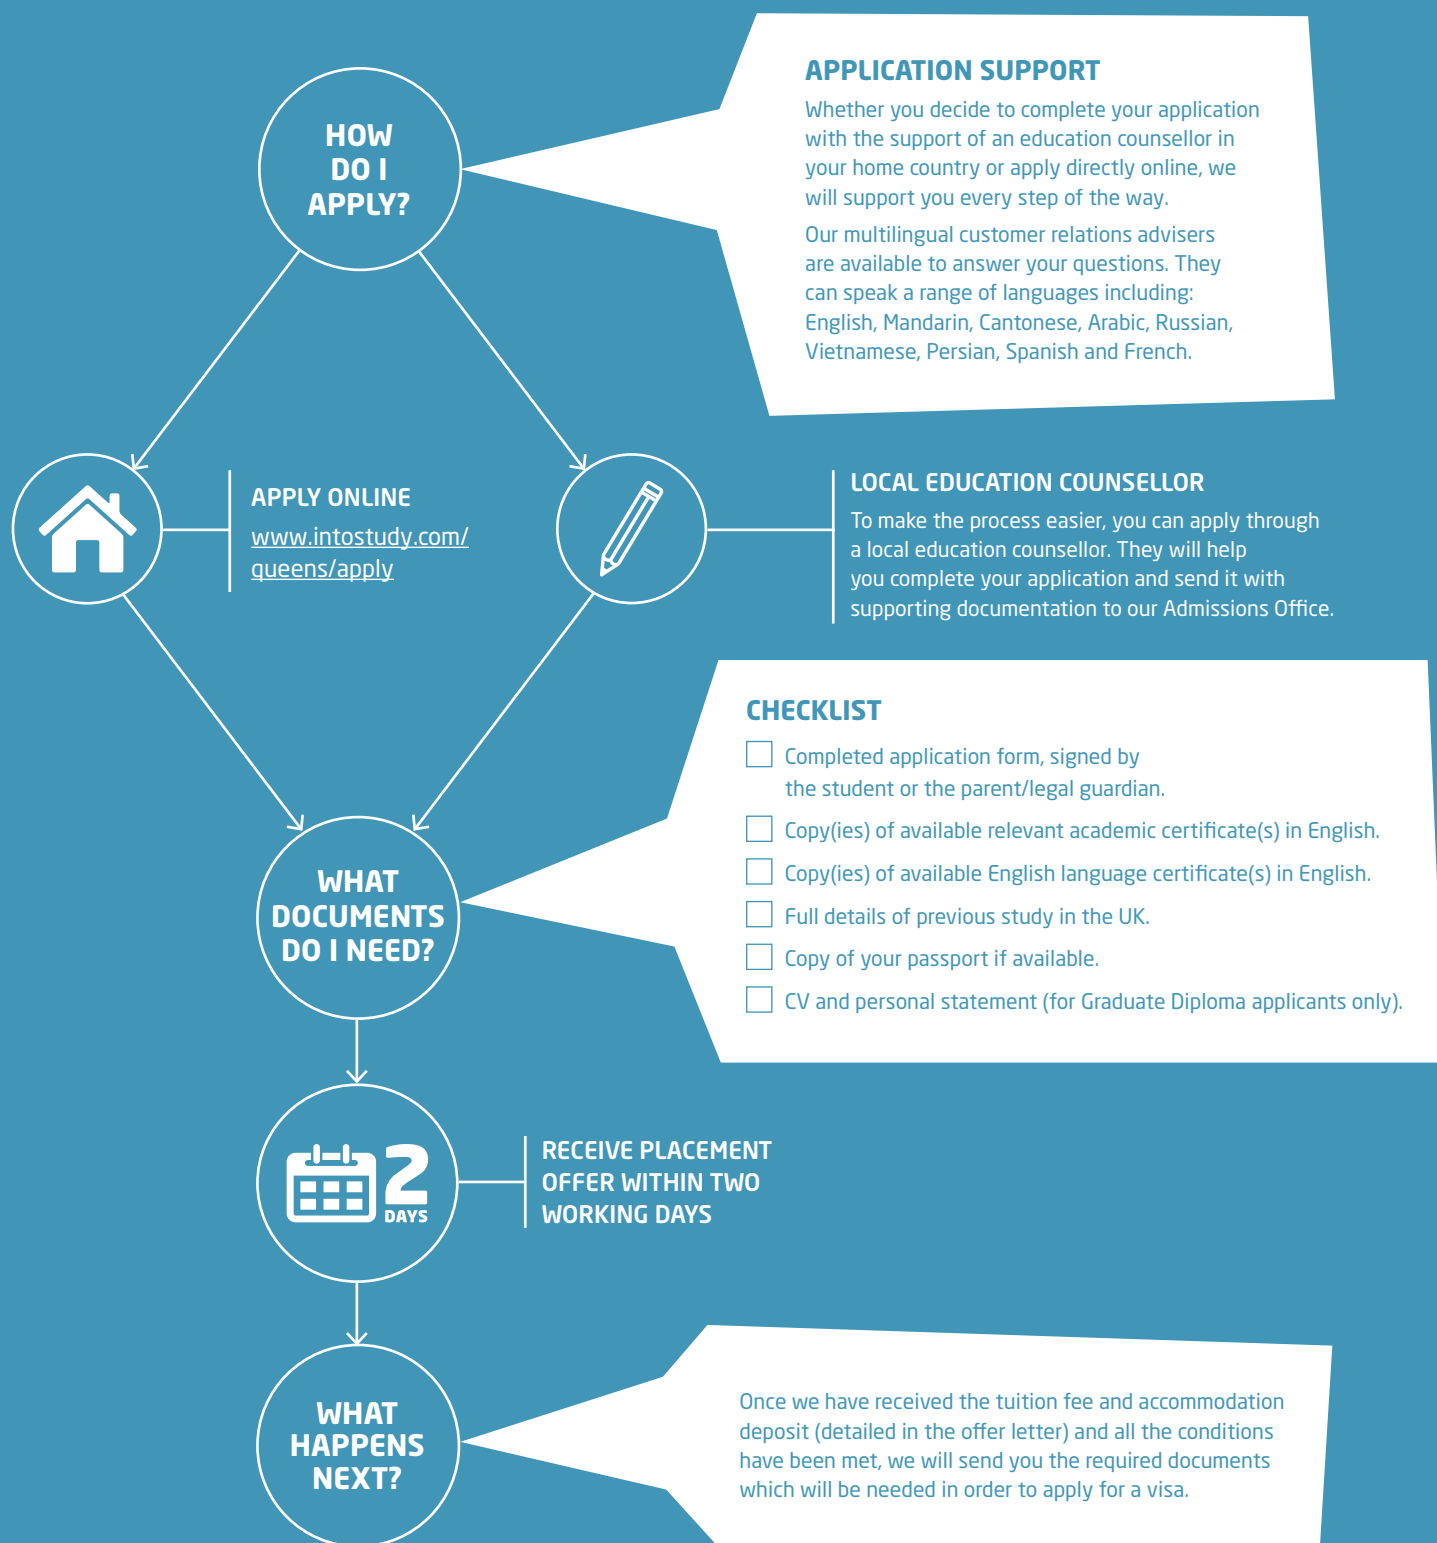 HOW
DO I
APPLY?
APPLICATION SUPPORT
Whether you decide to complete your application
with the support of an education counsellor in
your home country or apply directly online, we
will support you every step of the way.
Our multilingual customer relations advisers
are available to answer your questions. They
can speak a range of languages including:
English, Mandarin, Cantonese, Arabic, Russian,
Vietnamese, Persian, Spanish and French.
APPLY ONLINE
www.intostudy.com/
queens/apply
LOCAL EDUCATION COUNSELLOR
To make the process easier, you can apply through
a local education counsellor. They will help
you complete your application and send it with
supporting documentation to our Admissions Office.
WHAT
DOCUMENTS
DO I NEED?
CHECKLIST
Completed application form, signed by
the student or the parent/legal guardian.
Copy(ies) of available relevant academic certificate(s) in English.
Copy(ies) of available English language certificate(s) in English.
Full details of previous study in the UK.
Copy of your passport if available.
CV and personal statement (for Graduate Diploma applicants only).
2
DAYS
RECEIVE PLACEMENT
OFFER WITHIN TWO
WORKING DAYS
WHAT
HAPPENS
NEXT?
Once we have received the tuition fee and accommodation
deposit (detailed in the offer letter) and all the conditions
have been met, we will send you the required documents
which will be needed in order to apply for a visa.